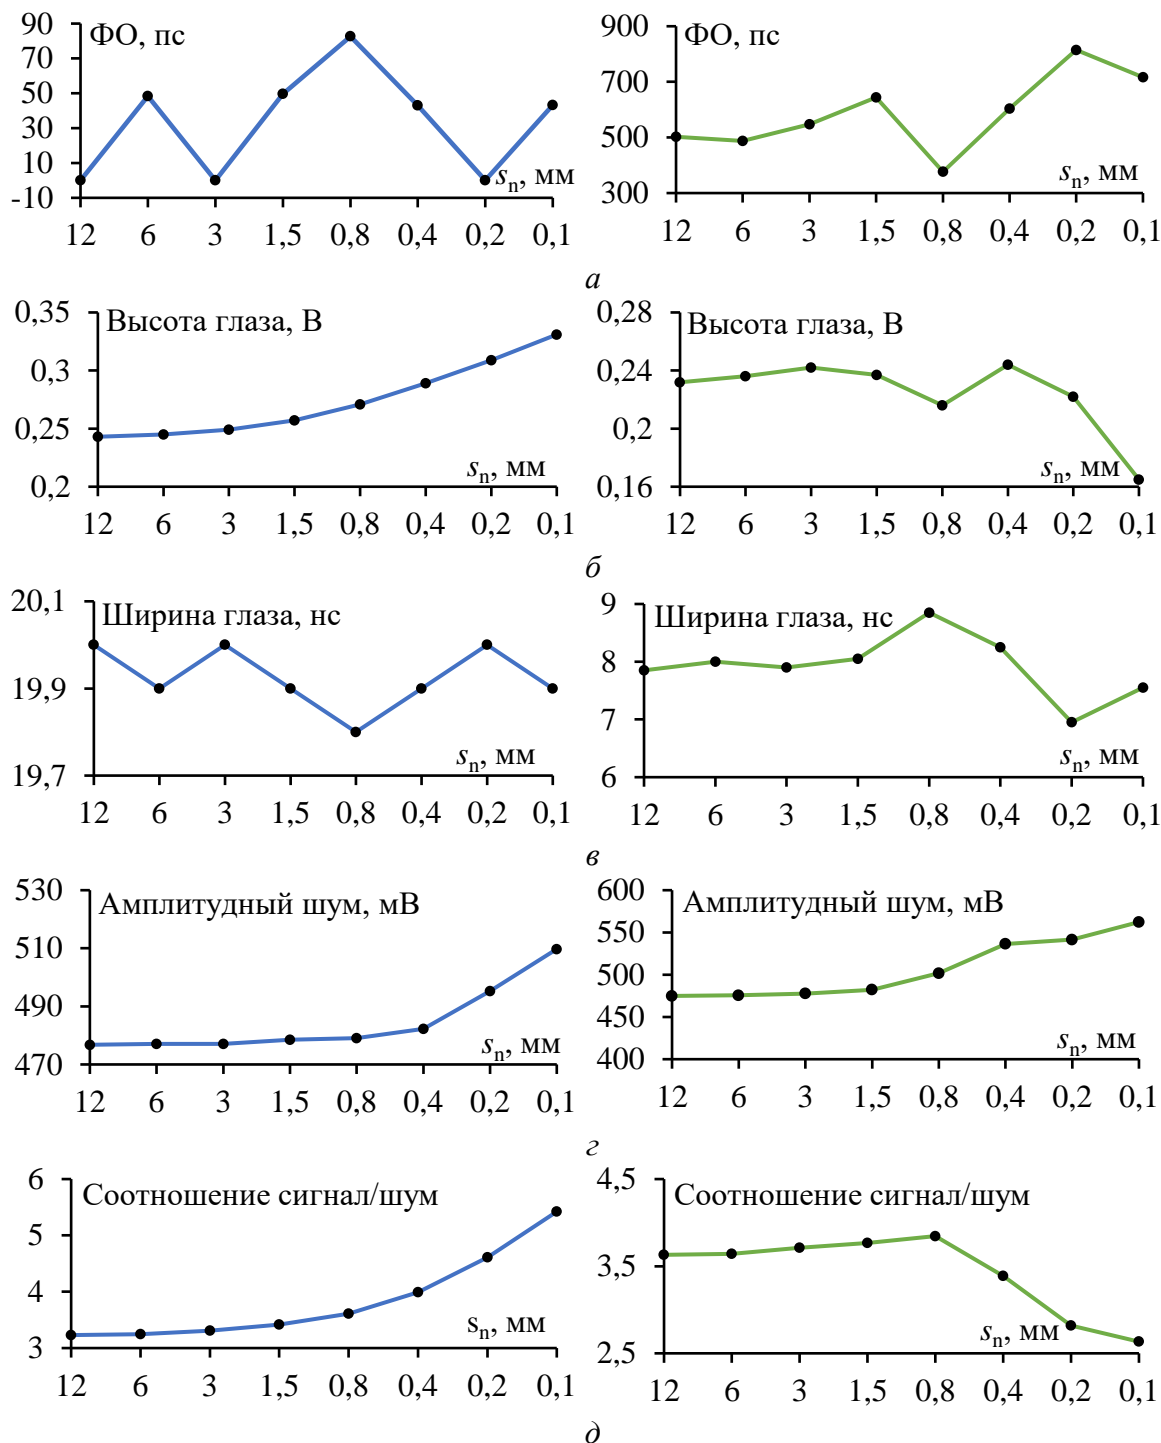 90
70
50
30
10
-10
ФО, пс
sn, мм
12 6 3 1,5 0,8 0,4 0,2 0,1
900
700
500
300
ФО, пс
sn, мм
12 6 3 1,5 0,8 0,4 0,2 0,1
а
0,35
0,3
0,25
0,2
Высота глаза, В
sn, мм
12 6 3 1,5 0,8 0,4 0,2 0,1
0,28
0,24
0,2
0,16
Высота глаза, В
sn, мм
12 6 3 1,5 0,8 0,4 0,2 0,1
б
20,1
19,9
19,7
Ширина глаза, нс
sn, мм
12 6 3 1,5 0,8 0,4 0,2 0,1
9
8
7
6
Ширина глаза, нс
sn, мм
12 6 3 1,5 0,8 0,4 0,2 0,1
в
530
510
490
470
Амплитудный шум, мВ
sn, мм
12 6 3 1,5 0,8 0,4 0,2 0,1
600
550
500
450
400
Амплитудный шум, мВ
sn, мм
12 6 3 1,5 0,8 0,4 0,2 0,1
г
6
5
4
3
Соотношение сигнал/шум
sn, мм
12 6 3 1,5 0,8 0,4 0,2 0,1
4,5
3,5
2,5
Соотношение сигнал/шум
sn, мм
12 6 3 1,5 0,8 0,4 0,2 0,1
д